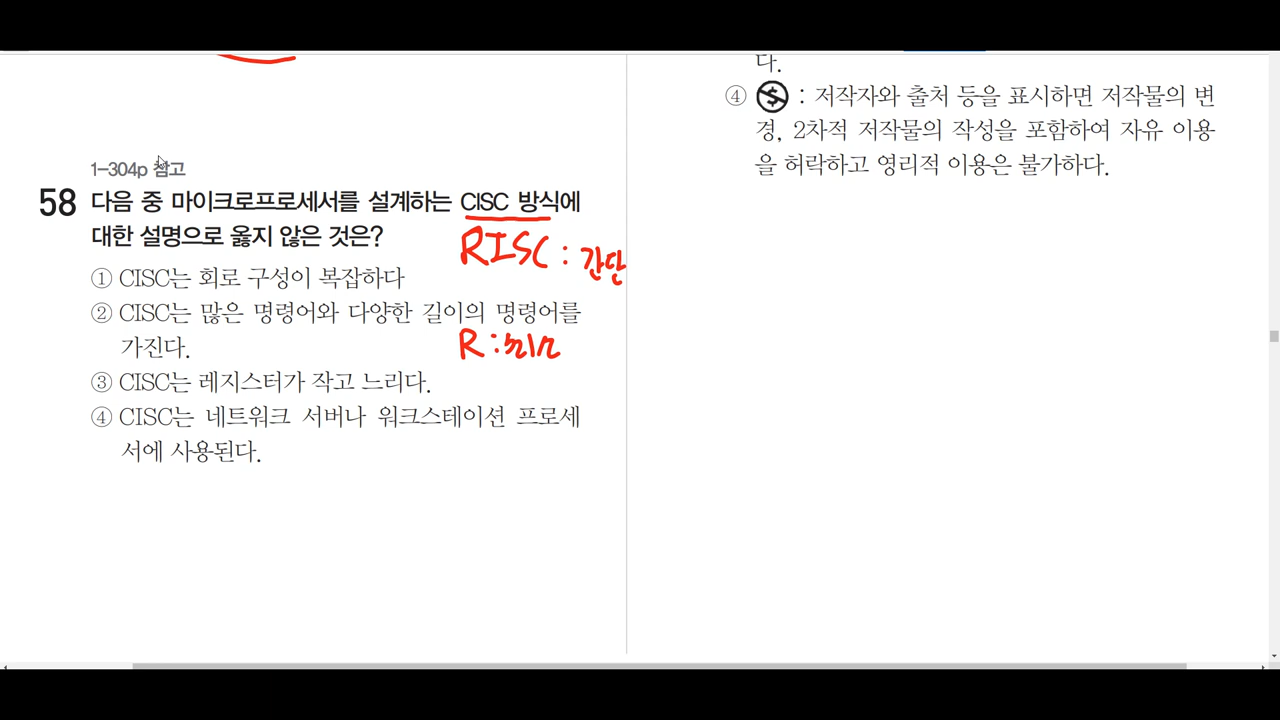 1-304p 참고
58 다음 중 마이크로프로세서를 설계하는 CISC 방식에
대한 설명으로 옳지 않은 것은?
RISC : 간단
① CISC는 회로 구성이 복잡하다
② CISC는 많은 명령어와 다양한 길이의 명령어를
가진다.
R :
③ CISC는 레지스터가 작고 느리다.
④ CISC는 네트워크 서버나 워크스테이션 프로세
서에 사용된다.
다.
④ : 저작자와 출처 등을 표시하면 저작물의 변
경, 2차적 저작물의 작성을 포함하여 자유 이용
을 허락하고 영리적 이용은 불가하다.